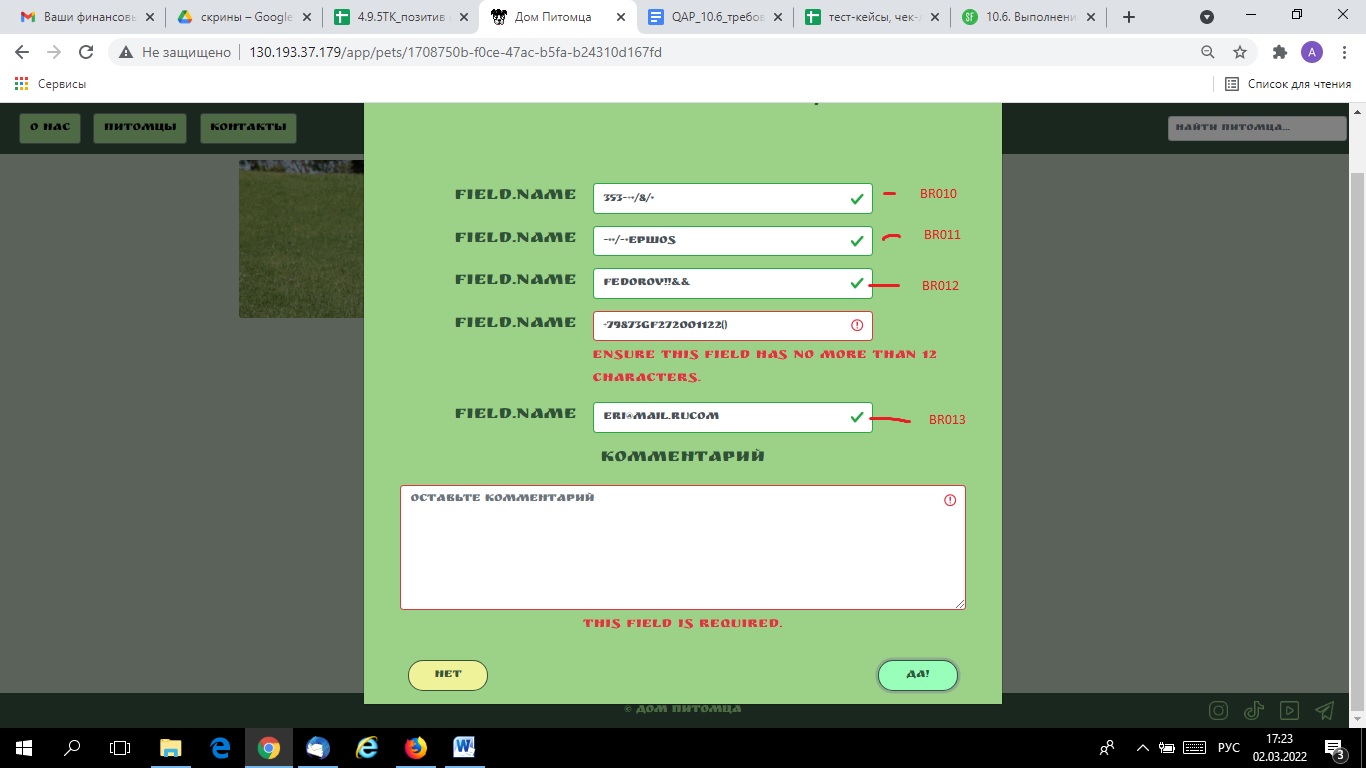 Ваши финансовы
скрины – Google
4.9.5ТК_позитив
Дом Питомца
QAP_10.6_требов
тест-кейсы, чек-л
10.6. Выполнени
Не защищено
130.193.37.179/app/pets/1708750b-f0ce-47ac-b5fa-b24310d167fd
A
Сервисы
Список для чтения
О НАС
ПИТОМЦЫ
КОНТАКТЫ
НАЙТИ ПИТОМЦА...
FIELD.NAME
353-++/8/+
BR010
FIELD.NAME
-++/-+ЕРШОS
BR011
FIELD.NAME
FEDOROV!!&&
BR012
FIELD.NAME
+79873GF272001122()
ENSURE THIS FIELD HAS NO MORE THAN 12
CHARACTERS.
FIELD.NAME
ERI@MAIL.RUCOM
BR013
КОММЕНТАРИЙ
ОСТАВЬТЕ КОММЕНТАРИЙ
THIS FIELD IS REQUIRED.
НЕТ
ДА!
© ДОМ ПИТОМЦА
РУС
17:23
02.03.2022
3